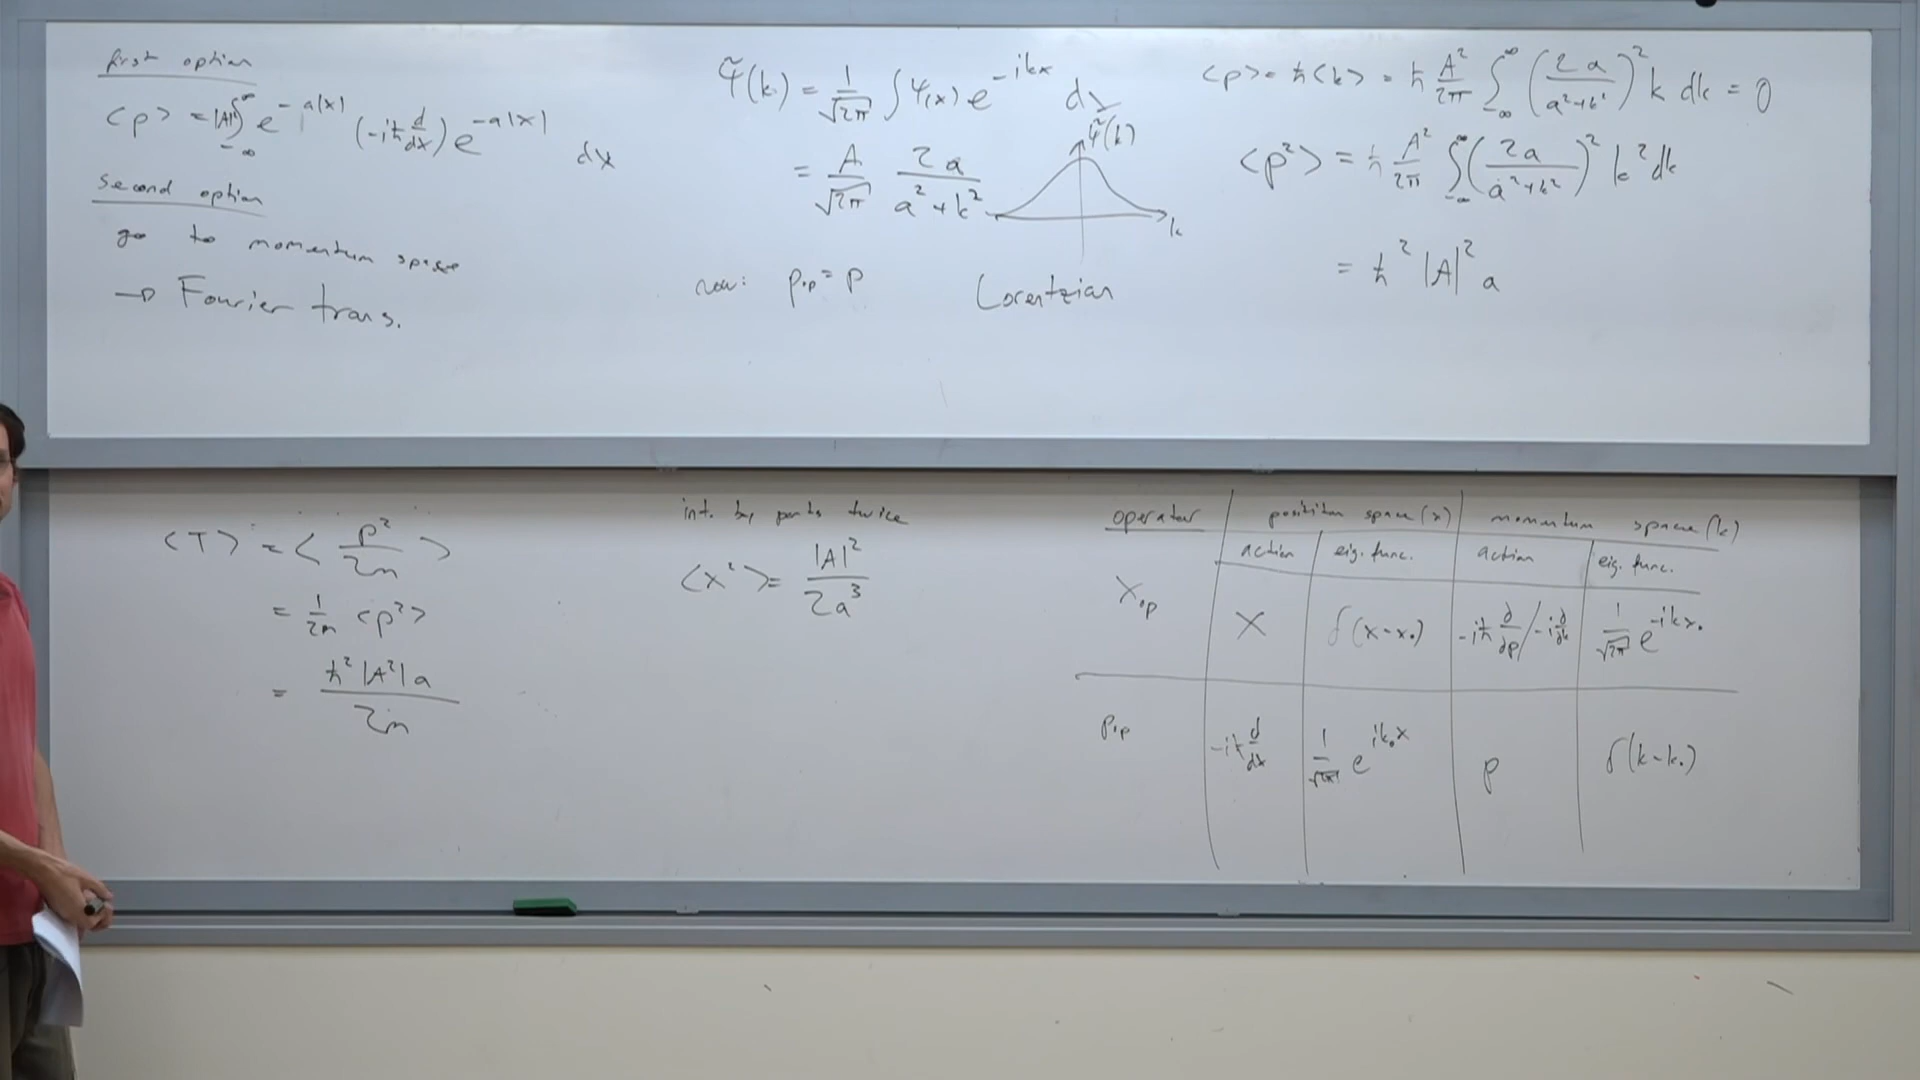 first option
<p> = |A|² ∫_{-∞}^{∞} e^{-a|x|} (-iħ d/dx) e^{-a|x|} dx
second option
go to momentum space
→ Fourier trans.
ψ̃(k) = 1/√2π ∫ψ(x) e^{-ikx} dx
= A/√2π 2a/(a²+k²)
ψ̃(k)
k
now: p_op = p
Lorentzian
<p> = ħ<k> = ħ A²/2π ∫_{-∞}^{∞} (2a/(a²+k²))² k dk = 0
<p²> = ħ A²/2π ∫_{-∞}^{∞} (2a/(a²+k²))² k² dk
= ħ² |A|² a
<T> = < p²/2m >
= 1/2m <p²>
= ħ²|A²|a / 2m
int. by parts twice
<x²> = |A|²/2a³
operator position space (x) momentum space (k)
action eig. func. action eig. func.
X_op X δ(x-x₀) -iħ ∂/∂p / -i ∂/∂k 1/√2π e^{-ikx₀}
p_op -iħ d/dx 1/√2π e^{ik₀x} p δ(k-k₀)